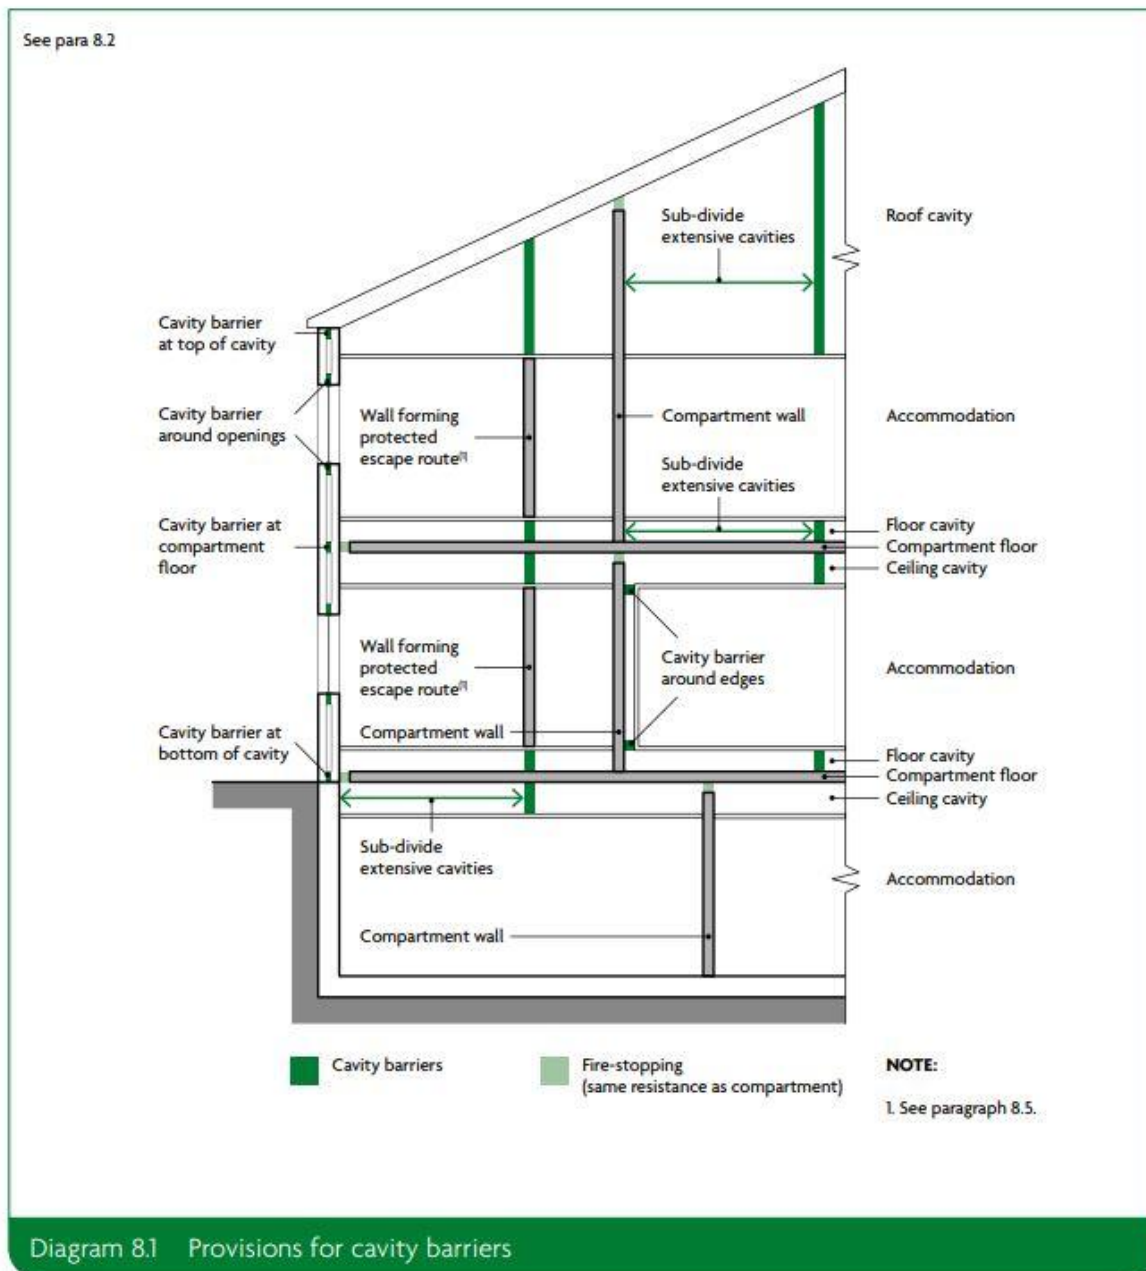 See para 8.2
Sub-divide
extensive cavities
Roof cavity
Cavity barrier
at top of cavity
Cavity barrier
around openings
Wall forming
protected
escape route[1]
Compartment wall
Accommodation
Sub-divide
extensive cavities
Cavity barrier at
compartment
floor
Floor cavity
Compartment floor
Ceiling cavity
Wall forming
protected
escape route[1]
Cavity barrier
around edges
Accommodation
Cavity barrier at
bottom of cavity
Compartment wall
Floor cavity
Compartment floor
Ceiling cavity
Sub-divide
extensive cavities
Accommodation
Compartment wall
Cavity barriers
Fire-stopping
(same resistance as compartment)
NOTE:
1. See paragraph 8.5.
Diagram 8.1 Provisions for cavity barriers